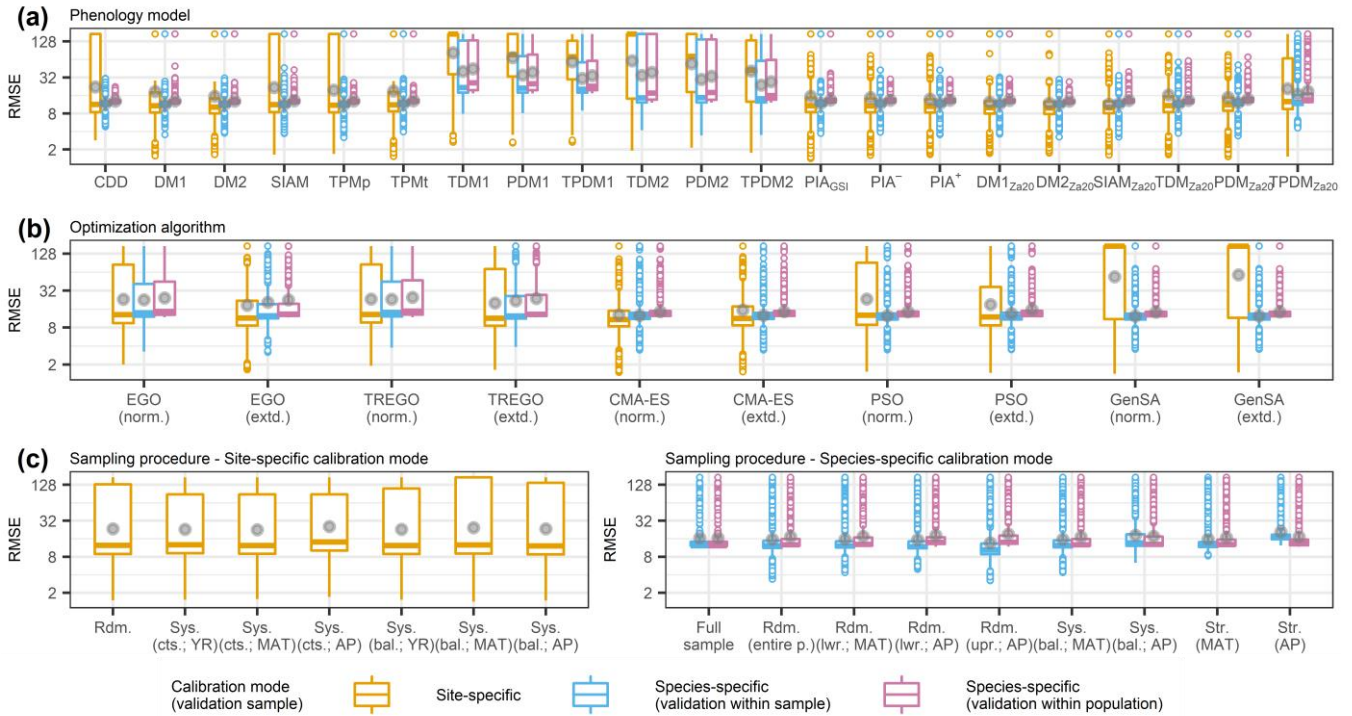 (a) Phenology model
RMSE
128
32
8
2
CDD DM1 DM2 SIAM TPMp TPMt TDM1 PDM1 TPDM1 TDM2 PDM2 TPDM2 PIAGSI PIA⁻ PIA⁺ DM1Za20 DM2Za20 SIAMZa20 TDMZa20 PDMZa20 TPDMZa20
(b) Optimization algorithm
RMSE
128
32
8
2
EGO EGO TREGO TREGO CMA-ES CMA-ES PSO PSO GenSA GenSA
(norm.) (extd.) (norm.) (extd.) (norm.) (extd.) (norm.) (extd.) (norm.) (extd.)
(c) Sampling procedure - Site-specific calibration mode
RMSE
128
32
8
2
Rdm. Sys. Sys. Sys. Sys. Sys. Sys.
(cts.; YR) (cts.; MAT) (cts.; AP) (bal.; YR) (bal.; MAT) (bal.; AP)
Sampling procedure - Species-specific calibration mode
RMSE
128
32
8
2
Full Rdm. Rdm. Rdm. Rdm. Sys. Sys. Str. Str.
sample (entire p.) (lwr.; MAT) (lwr.; AP) (upr.; AP) (bal.; MAT) (bal.; AP) (MAT) (AP)
Calibration mode
(validation sample)
Site-specific
Species-specific
(validation within sample)
Species-specific
(validation within population)